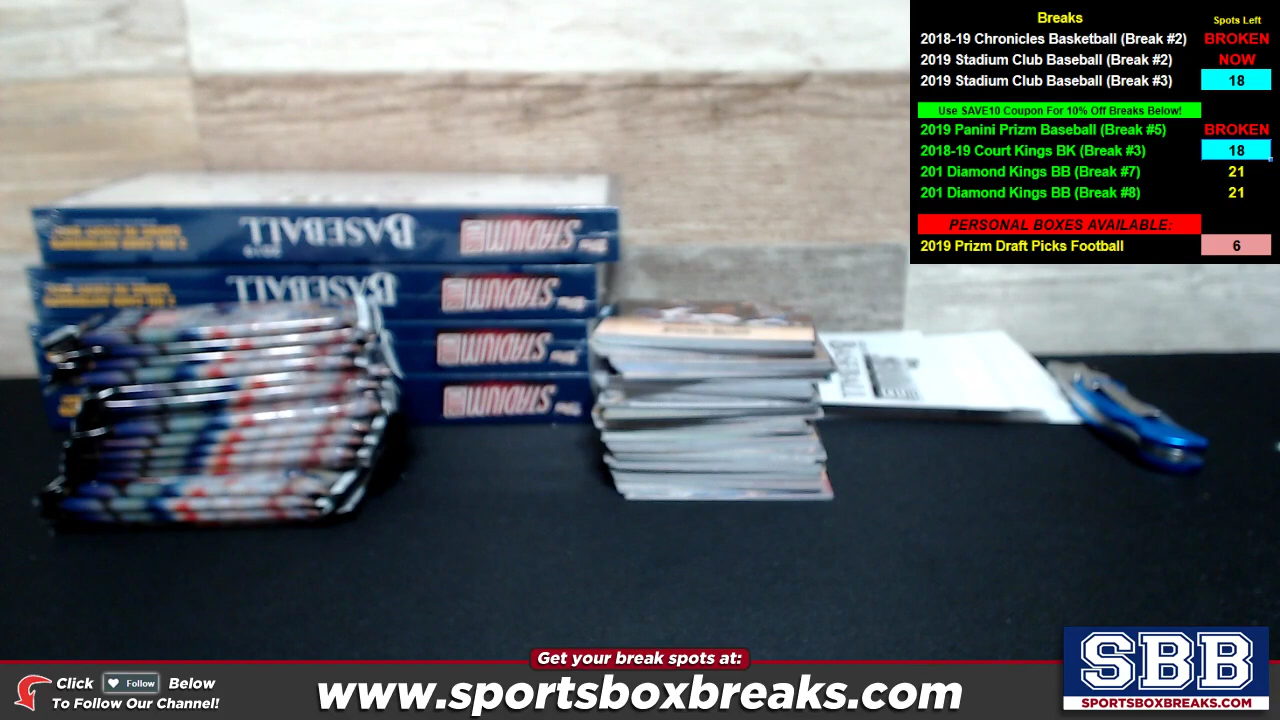 Breaks Spots Left
2018-19 Chronicles Basketball (Break #2) BROKEN
2019 Stadium Club Baseball (Break #2) NOW
2019 Stadium Club Baseball (Break #3) 18
Use SAVE10 Coupon For 10% Off Breaks Below!
2019 Panini Prizm Baseball (Break #5) BROKEN
2018-19 Court Kings BK (Break #3) 18
201 Diamond Kings BB (Break #7) 21
201 Diamond Kings BB (Break #8) 21
PERSONAL BOXES AVAILABLE:
2019 Prizm Draft Picks Football 6
2019
BASEBALL
STADIUM
BASEBALL
STADIUM
STADIUM
STADIUM
Get your break spots at:
Click Follow Below
To Follow Our Channel!
www.sportsboxbreaks.com
SBB
SPORTSBOXBREAKS.COM